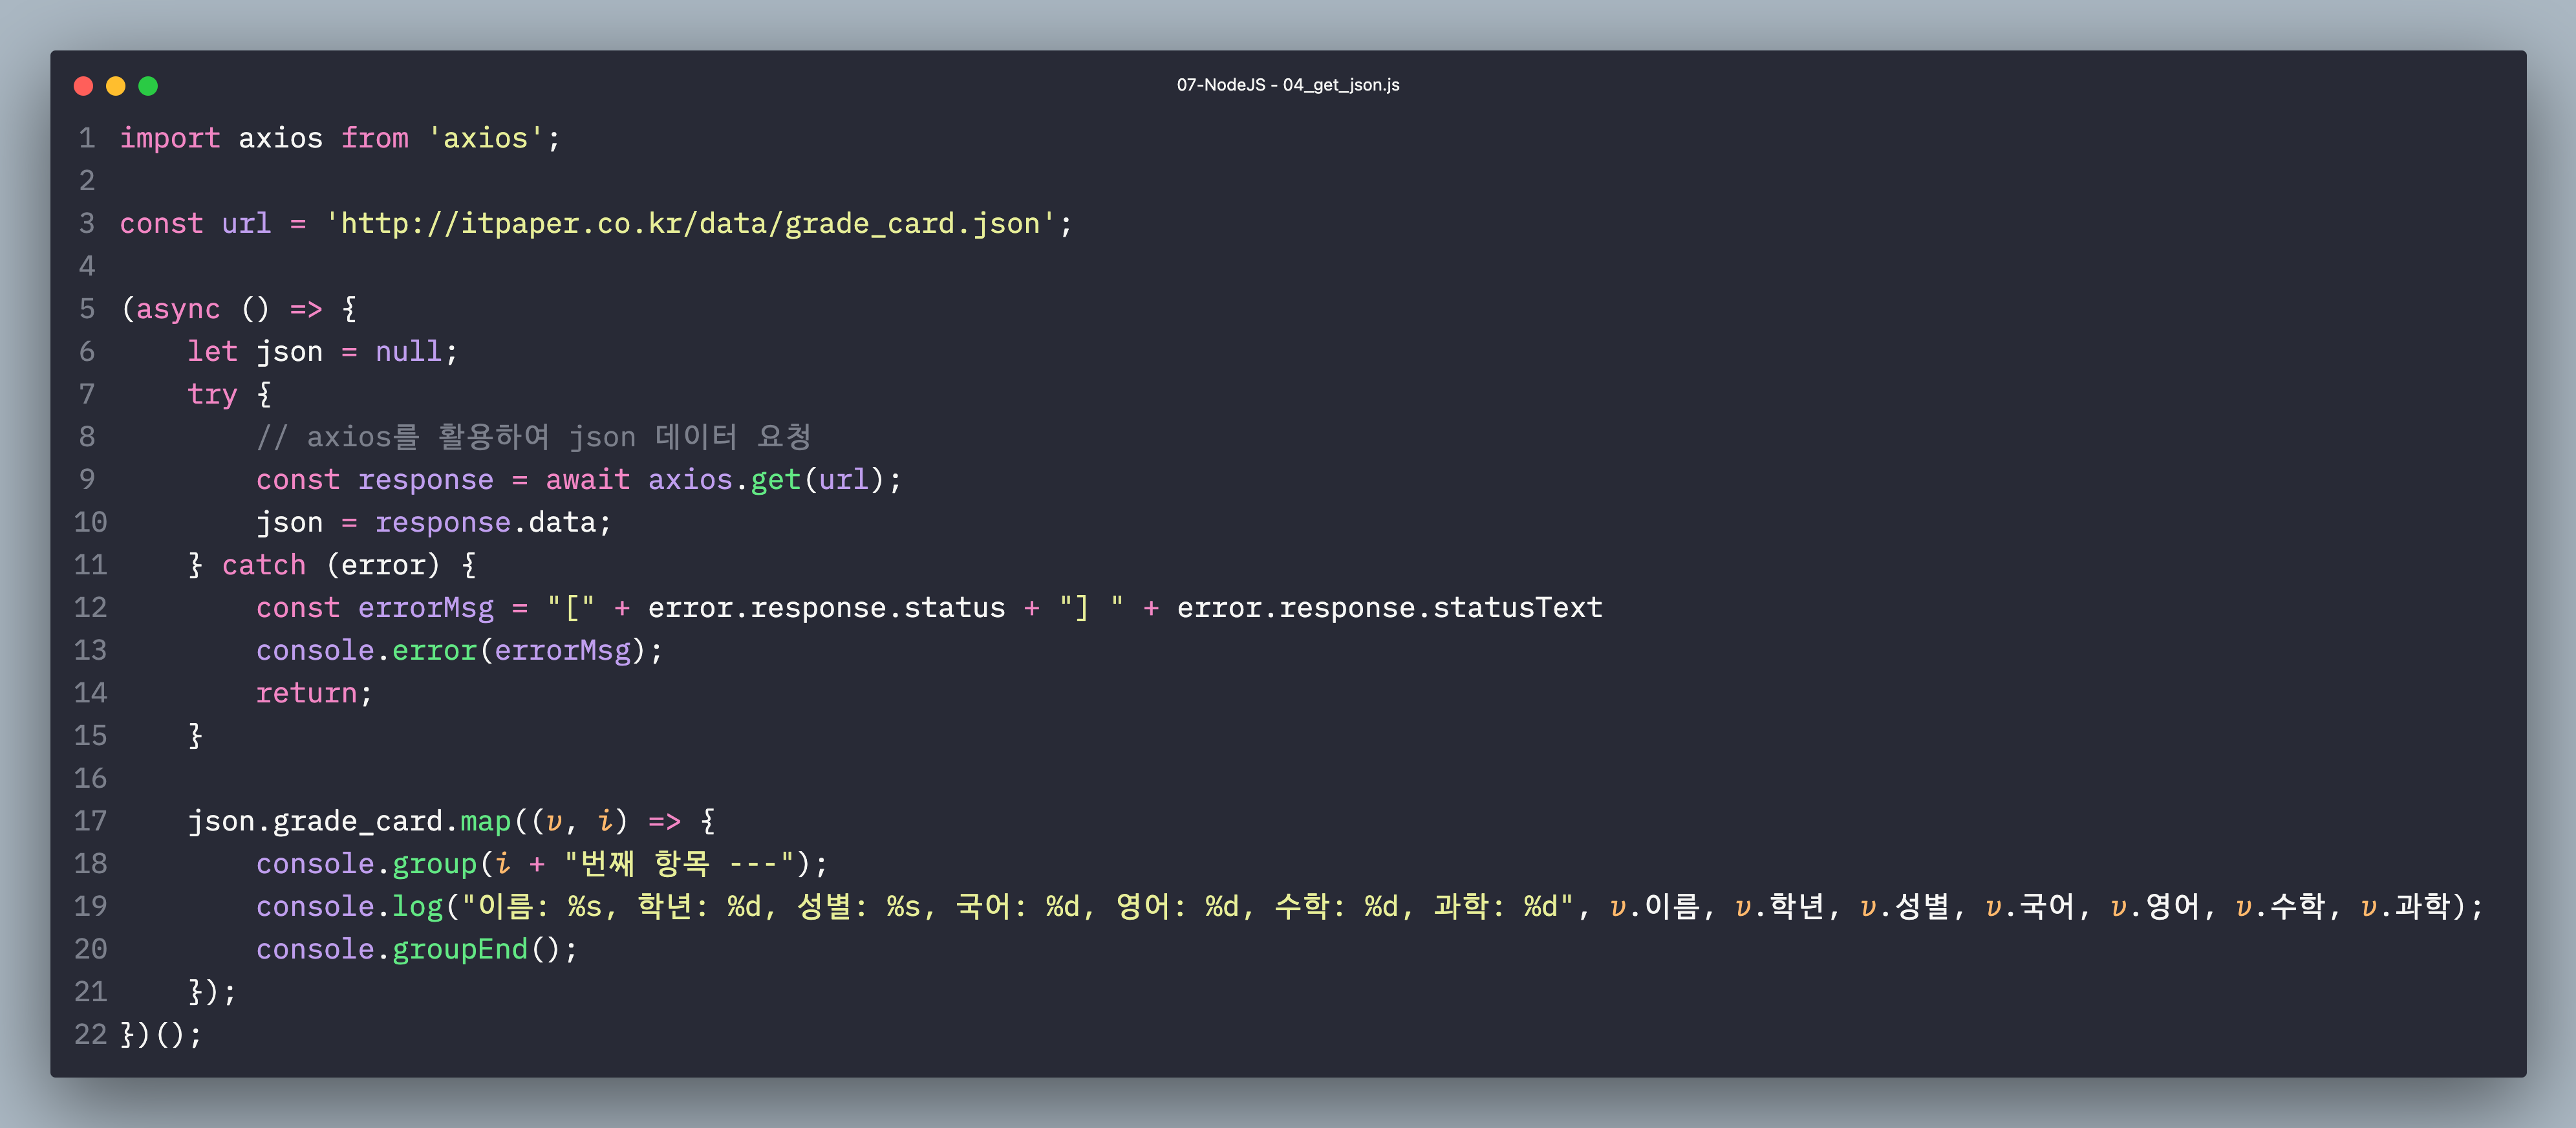 07-NodeJS - 04_get_json.js
1 import axios from 'axios';
2
3 const url = 'http://itpaper.co.kr/data/grade_card.json';
4
5 (async () => {
6     let json = null;
7     try {
8         // axios를 활용하여 json 데이터 요청
9         const response = await axios.get(url);
10         json = response.data;
11     } catch (error) {
12         const errorMsg = "[" + error.response.status + "] " + error.response.statusText
13         console.error(errorMsg);
14         return;
15     }
16
17     json.grade_card.map((v, i) => {
18         console.group(i + "번째 항목 ---");
19         console.log("이름: %s, 학년: %d, 성별: %s, 국어: %d, 영어: %d, 수학: %d, 과학: %d", v.이름, v.학년, v.성별, v.국어, v.영어, v.수학, v.과학);
20         console.groupEnd();
21     });
22 })();